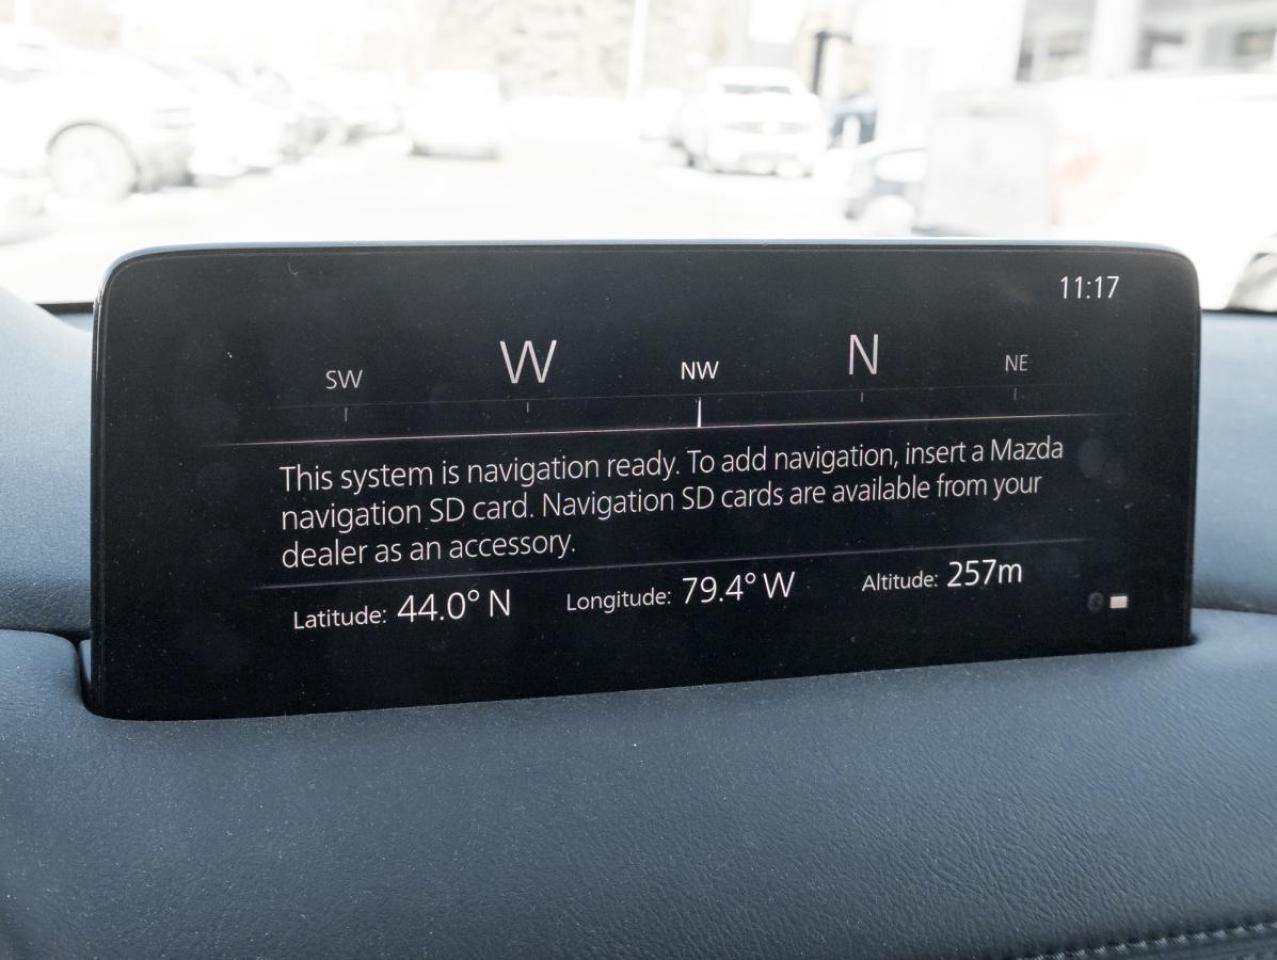 11:17
SW W NW N NE
This system is navigation ready. To add navigation, insert a Mazda
navigation SD card. Navigation SD cards are available from your
dealer as an accessory.
Latitude: 44.0° N Longitude: 79.4° W Altitude: 257m